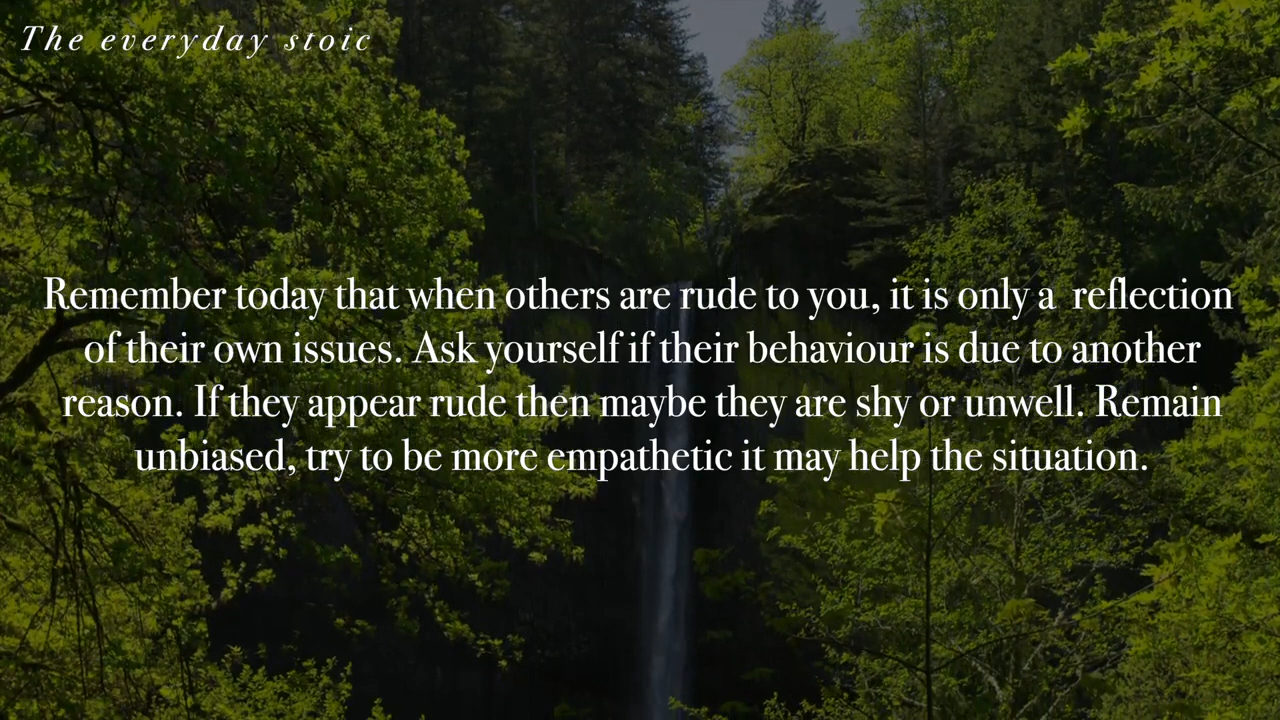 The everyday stoic
Remember today that when others are rude to you, it is only a  reflection
of their own issues. Ask yourself if their behaviour is due to another
reason. If they appear rude then maybe they are shy or unwell. Remain
unbiased, try to be more empathetic it may help the situation.